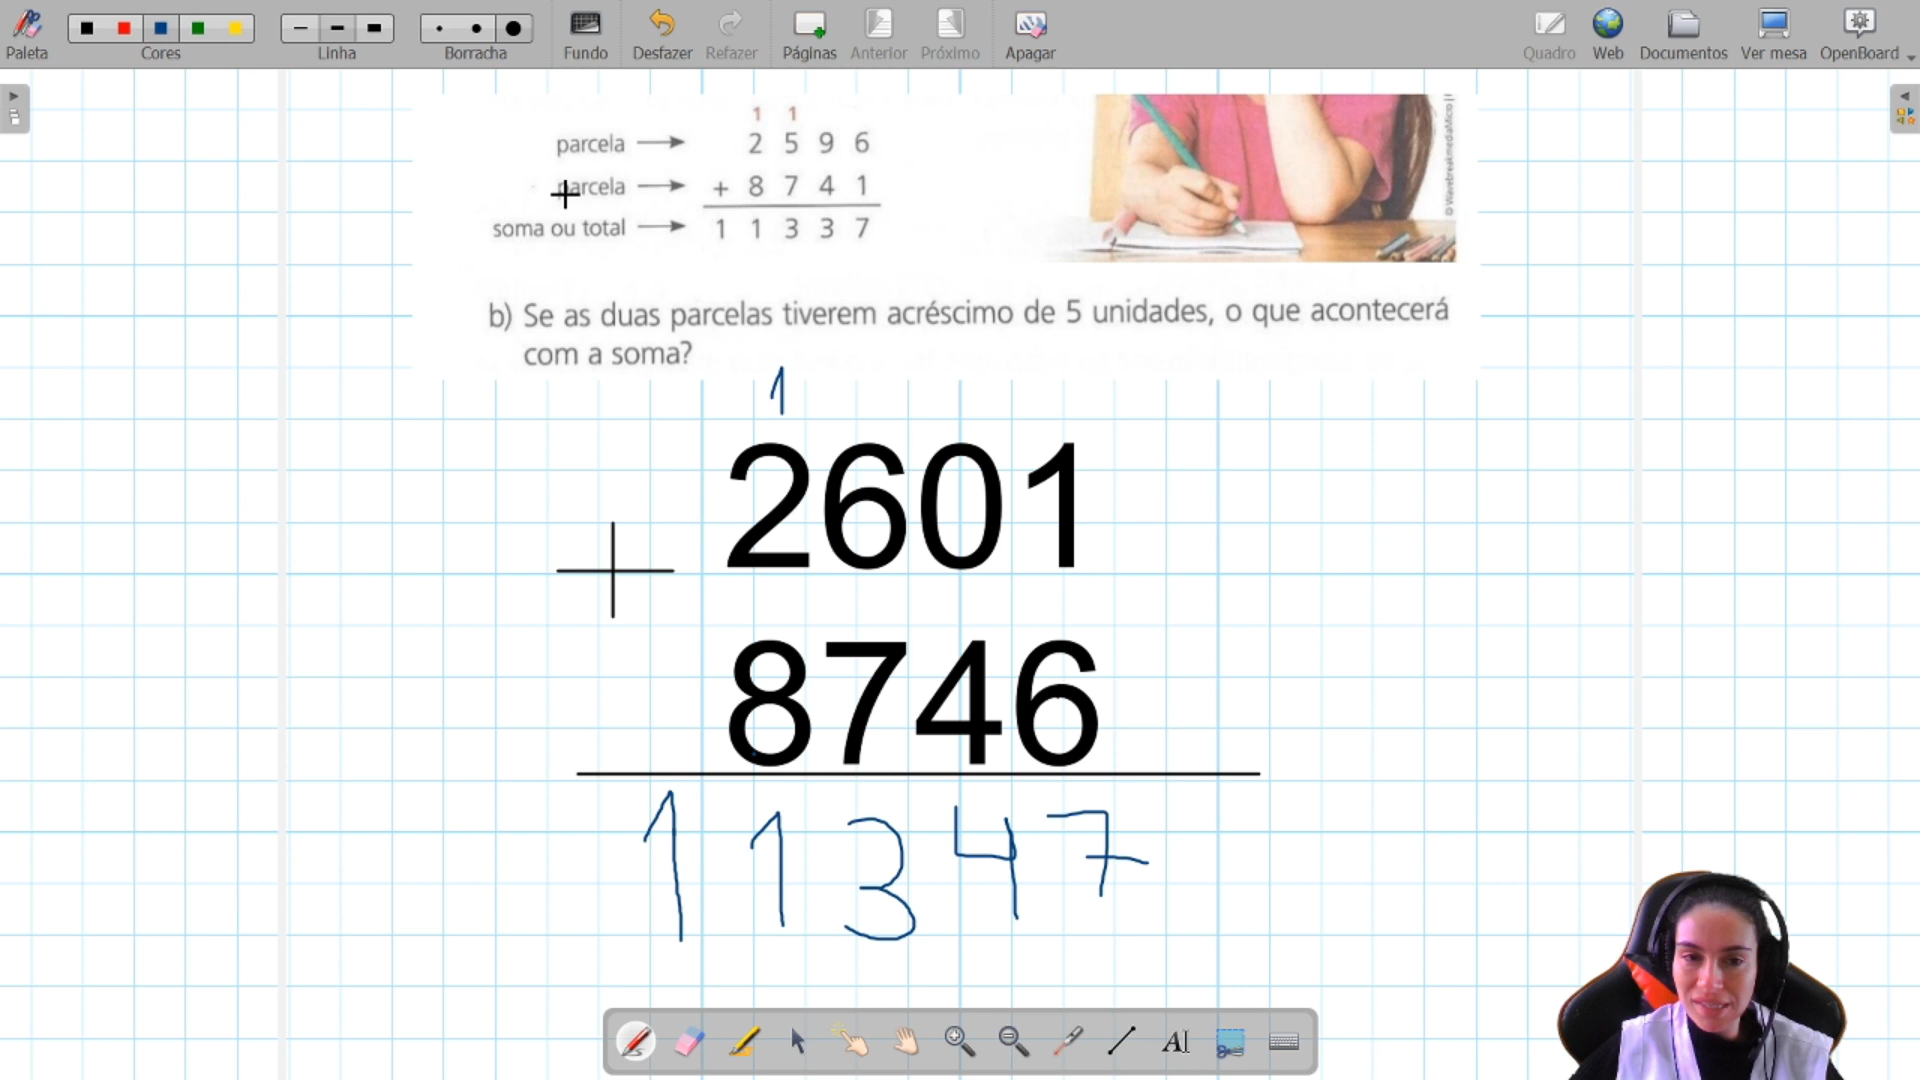 Paleta Cores Linha Borracha Fundo Desfazer Refazer Páginas Anterior Próximo Apagar Quadro Web Documentos Ver mesa OpenBoard
1 1
parcela 2 5 9 6
parcela + 8 7 4 1
soma ou total 1 1 3 3 7
b) Se as duas parcelas tiverem acréscimo de 5 unidades, o que acontecerá
com a soma?
1
2601
+
8746
11347